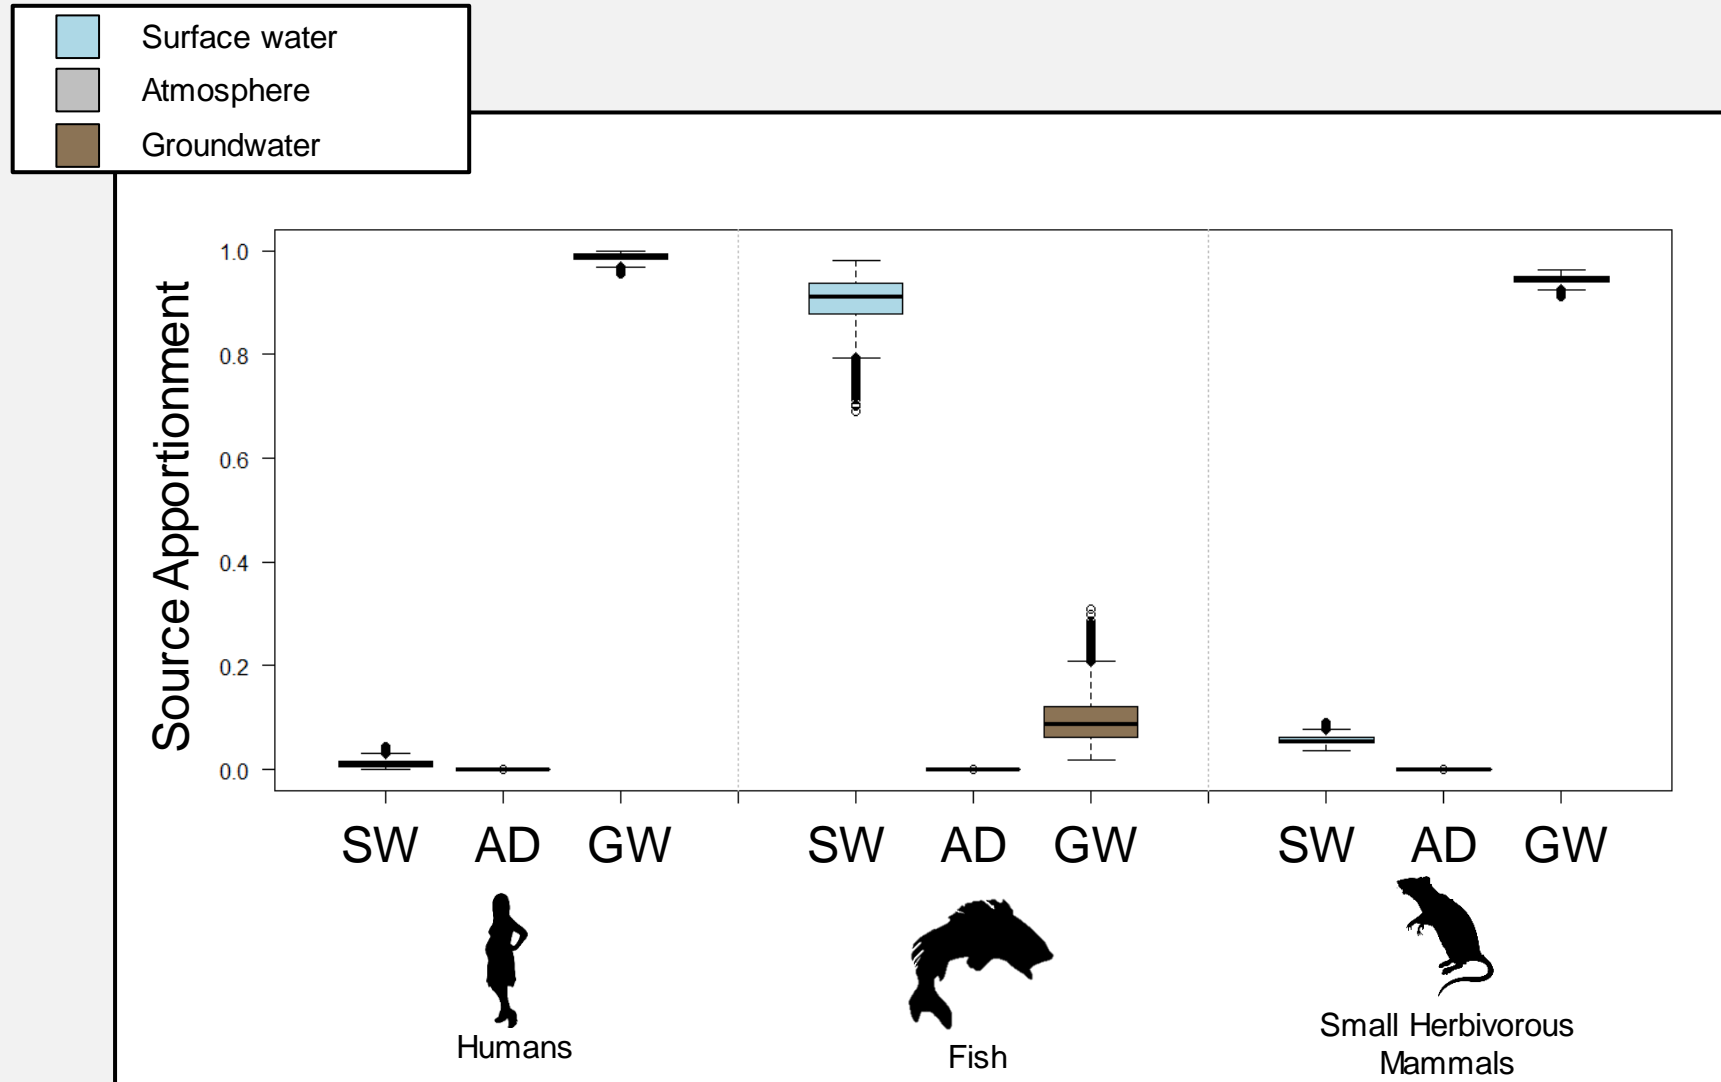 Surface water
Atmosphere
Groundwater
Source Apportionment
1.0
0.8
0.6
0.4
0.2
0.0
SW AD GW SW AD GW SW AD GW
Humans
Fish
Small Herbivorous
Mammals